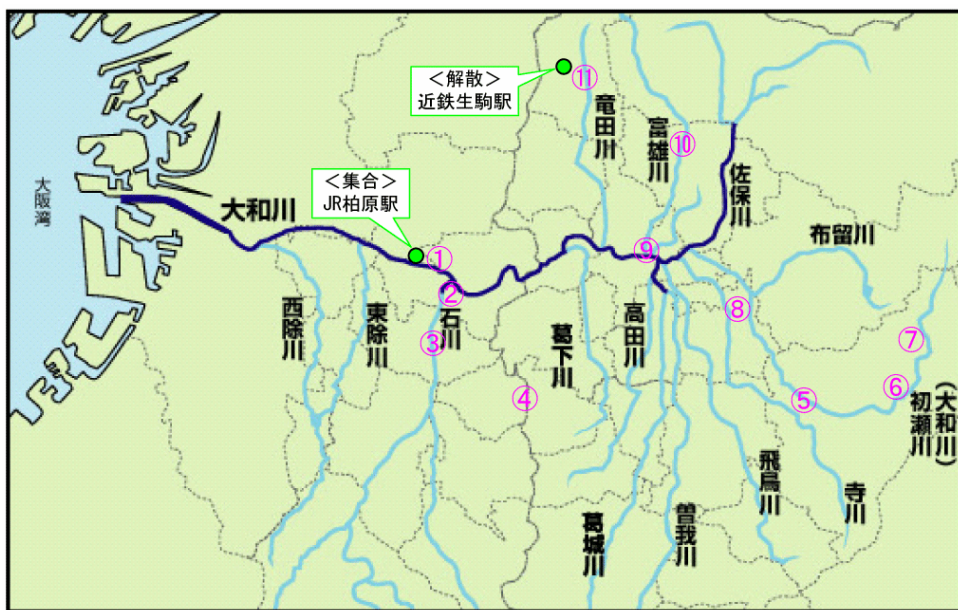 ＜解散＞
近鉄生駒駅
⑪
竜田川
富雄川
⑩
佐保川
＜集合＞
JR柏原駅
大阪湾
大和川
①
②
石川
③
⑨
布留川
西除川
東除川
④
葛下川
高田川
⑧
⑦
⑥
⑤
(大和川)
初瀬川
葛城川
曽我川
飛鳥川
寺川